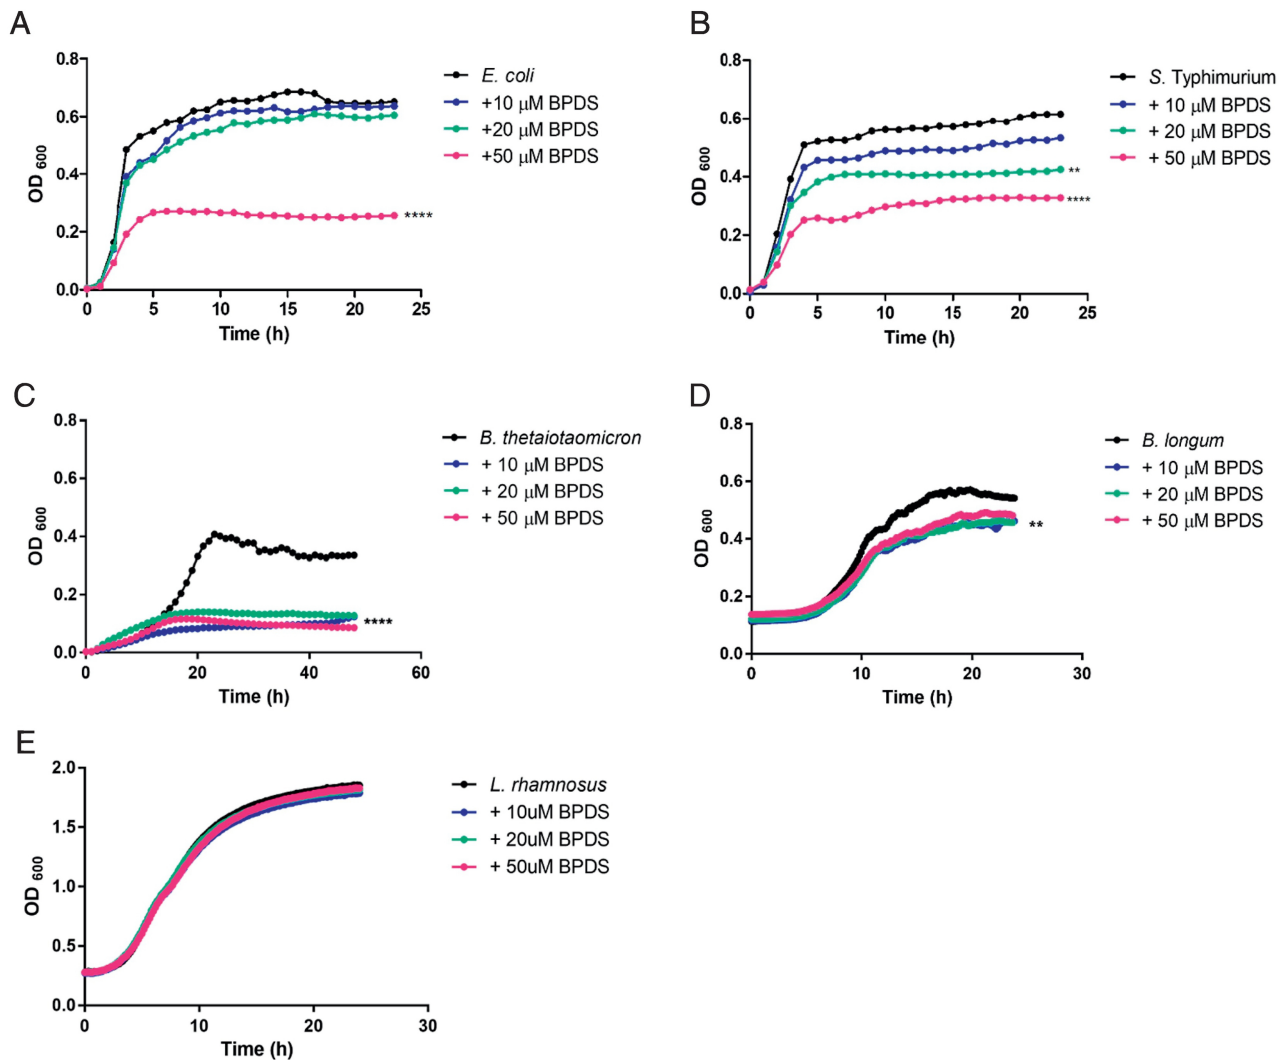 A
OD 600
0.8
0.6
0.4
0.2
0.0
0 5 10 15 20 25
Time (h)
****
E. coli
+10 μM BPDS
+20 μM BPDS
+50 μM BPDS
B
OD 600
0.8
0.6
0.4
0.2
0.0
0 5 10 15 20 25
Time (h)
**
****
S. Typhimurium
+ 10 μM BPDS
+ 20 μM BPDS
+ 50 μM BPDS
C
OD 600
0.8
0.6
0.4
0.2
0.0
0 20 40 60
Time (h)
****
B. thetaiotaomicron
+ 10 μM BPDS
+ 20 μM BPDS
+ 50 μM BPDS
D
OD 600
0.8
0.6
0.4
0.2
0.0
0 10 20 30
Time (h)
**
B. longum
+ 10 μM BPDS
+ 20 μM BPDS
+ 50 μM BPDS
E
OD 600
2.0
1.5
1.0
0.5
0.0
0 10 20 30
Time (h)
L. rhamnosus
+ 10uM BPDS
+ 20uM BPDS
+ 50uM BPDS